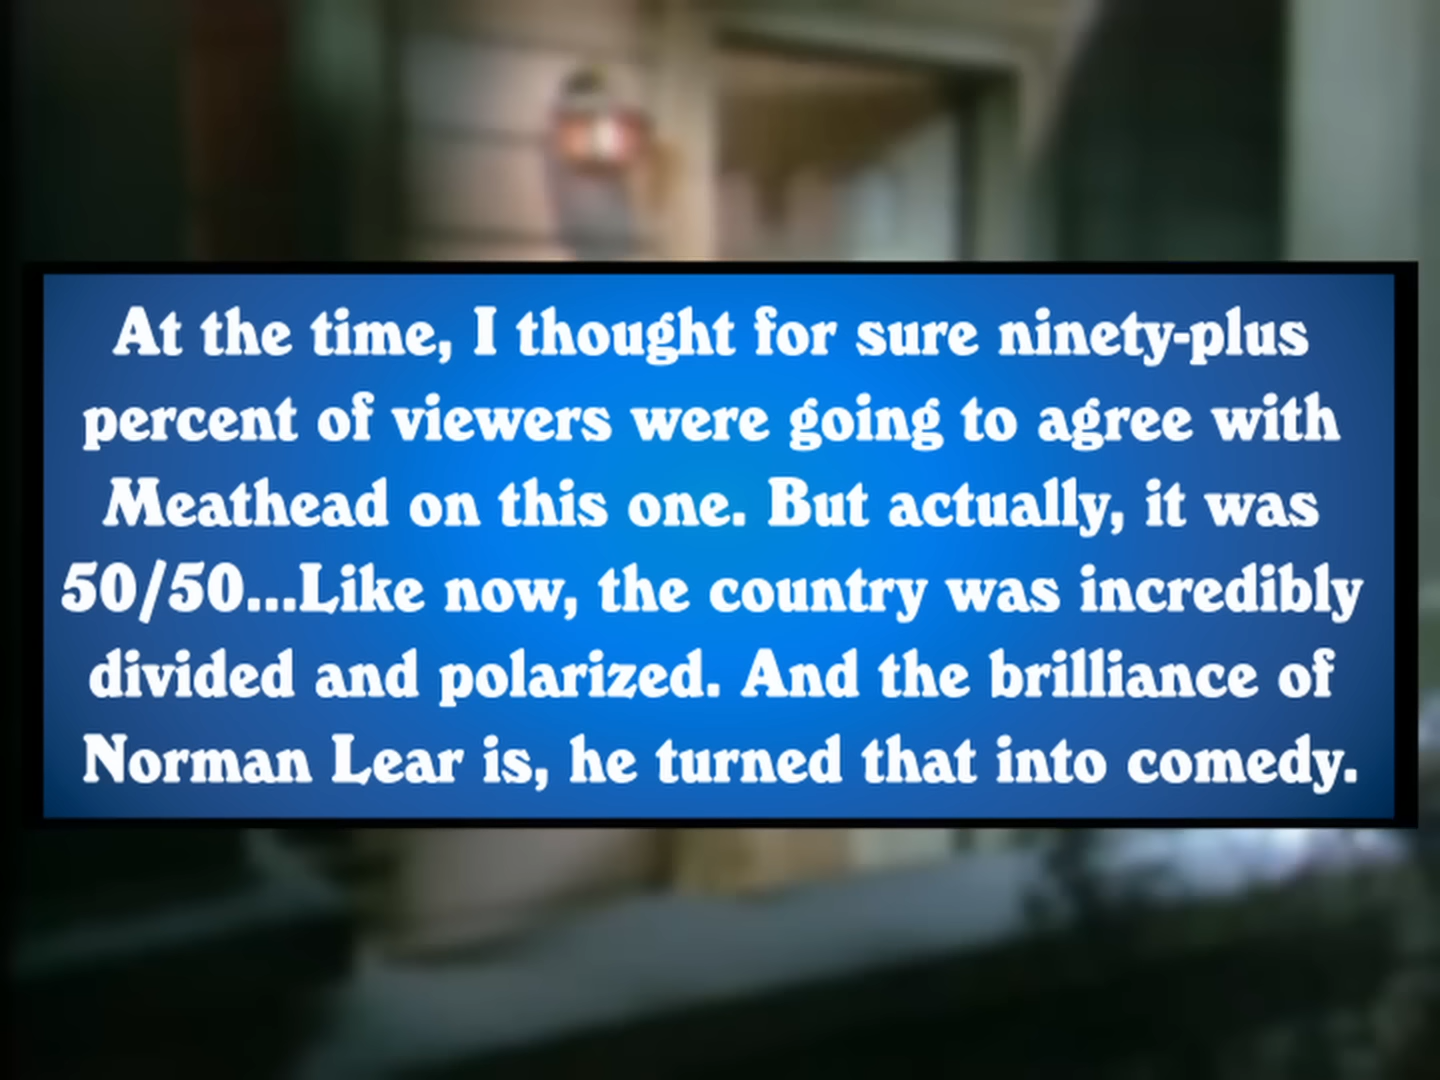 At the time, I thought for sure ninety-plus
percent of viewers were going to agree with
Meathead on this one. But actually, it was
50/50...Like now, the country was incredibly
divided and polarized. And the brilliance of
Norman Lear is, he turned that into comedy.